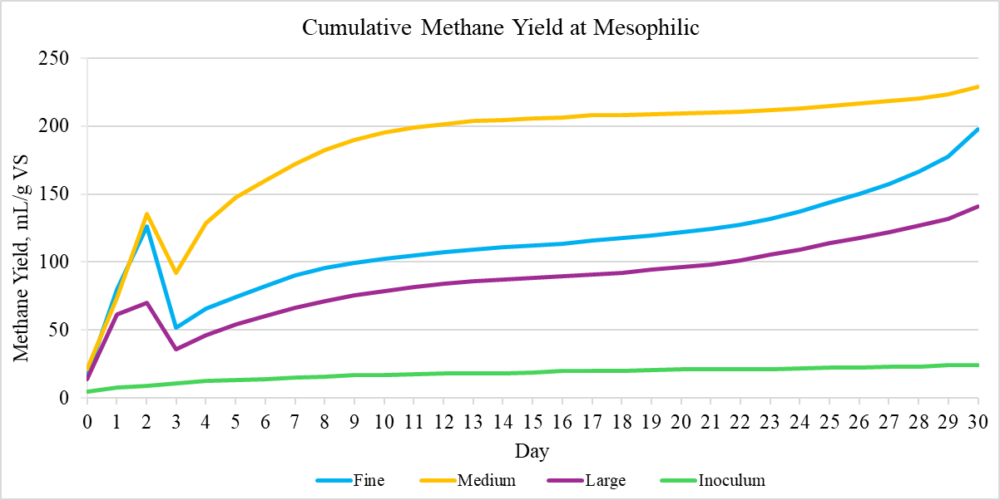 Cumulative Methane Yield at Mesophilic
Methane Yield, mL/g VS
250
200
150
100
50
0
0 1 2 3 4 5 6 7 8 9 10 11 12 13 14 15 16 17 18 19 20 21 22 23 24 25 26 27 28 29 30
Day
Fine Medium Large Inoculum